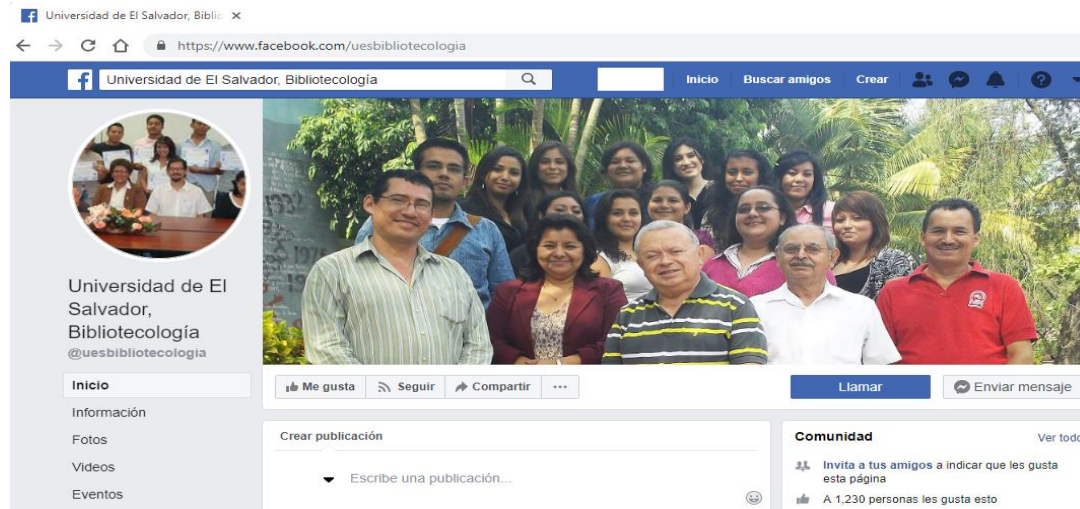 Universidad de El Salvador, Biblic
https://www.facebook.com/uesbibliotecologia
Universidad de El Salvador, Bibliotecología
Inicio Buscar amigos Crear
Universidad de El
Salvador,
Bibliotecología
@uesbibliotecologia
Inicio
Información
Fotos
Videos
Eventos
Me gusta Seguir Compartir ...
Llamar Enviar mensaje
Crear publicación
Escribe una publicación...
Comunidad Ver todo
Invita a tus amigos a indicar que les gusta
esta página
A 1,230 personas les gusta esto